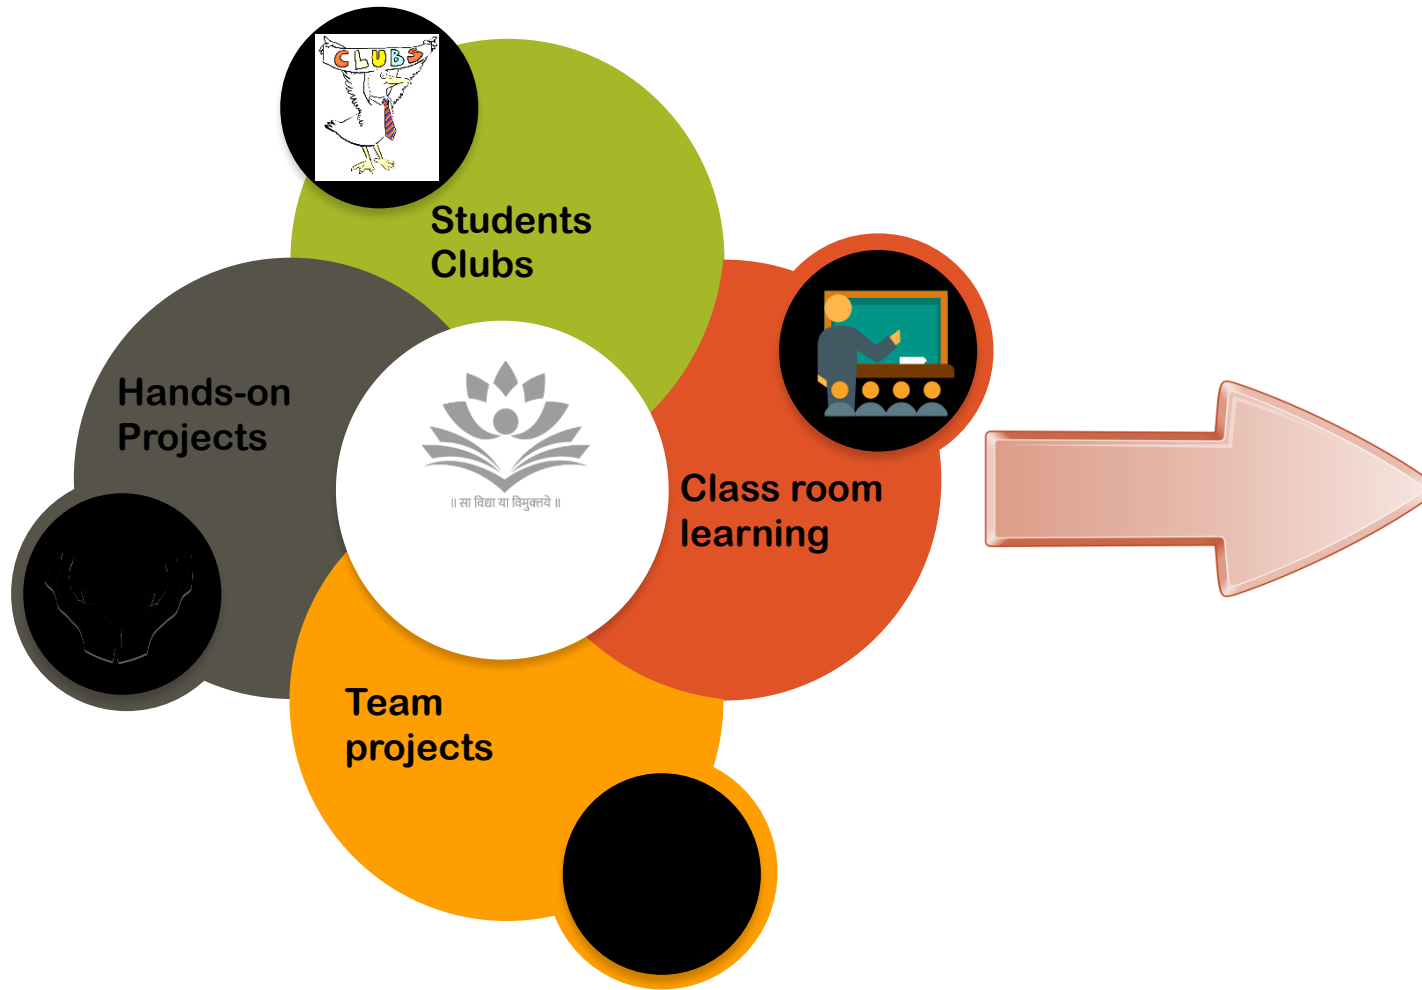 CLUBS
Students
Clubs
Hands-on
Projects
॥ सा विद्या या विमुक्तये ॥
Class room
learning
Team
projects